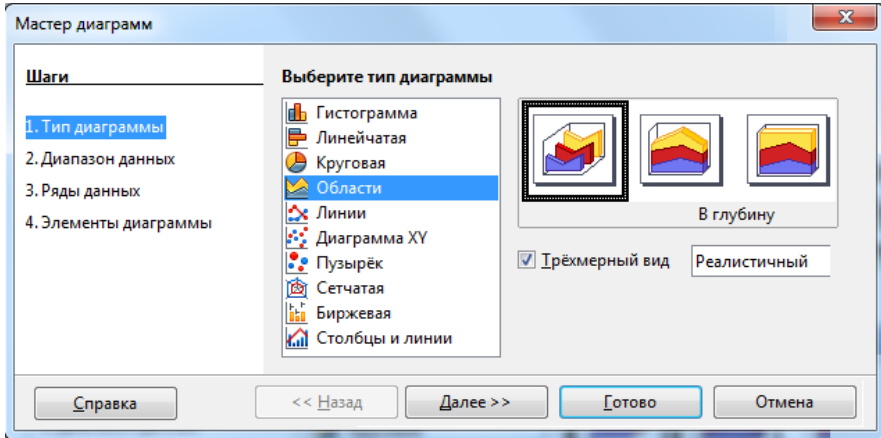 Мастер диаграмм
Шаги
1. Тип диаграммы
2. Диапазон данных
3. Ряды данных
4. Элементы диаграммы
Выберите тип диаграммы
Гистограмма
Линейчатая
Круговая
Области
Линии
Диаграмма XY
Пузырёк
Сетчатая
Биржевая
Столбцы и линии
В глубину
Трёхмерный вид
Реалистичный
Справка
<< Назад
Далее >>
Готово
Отмена